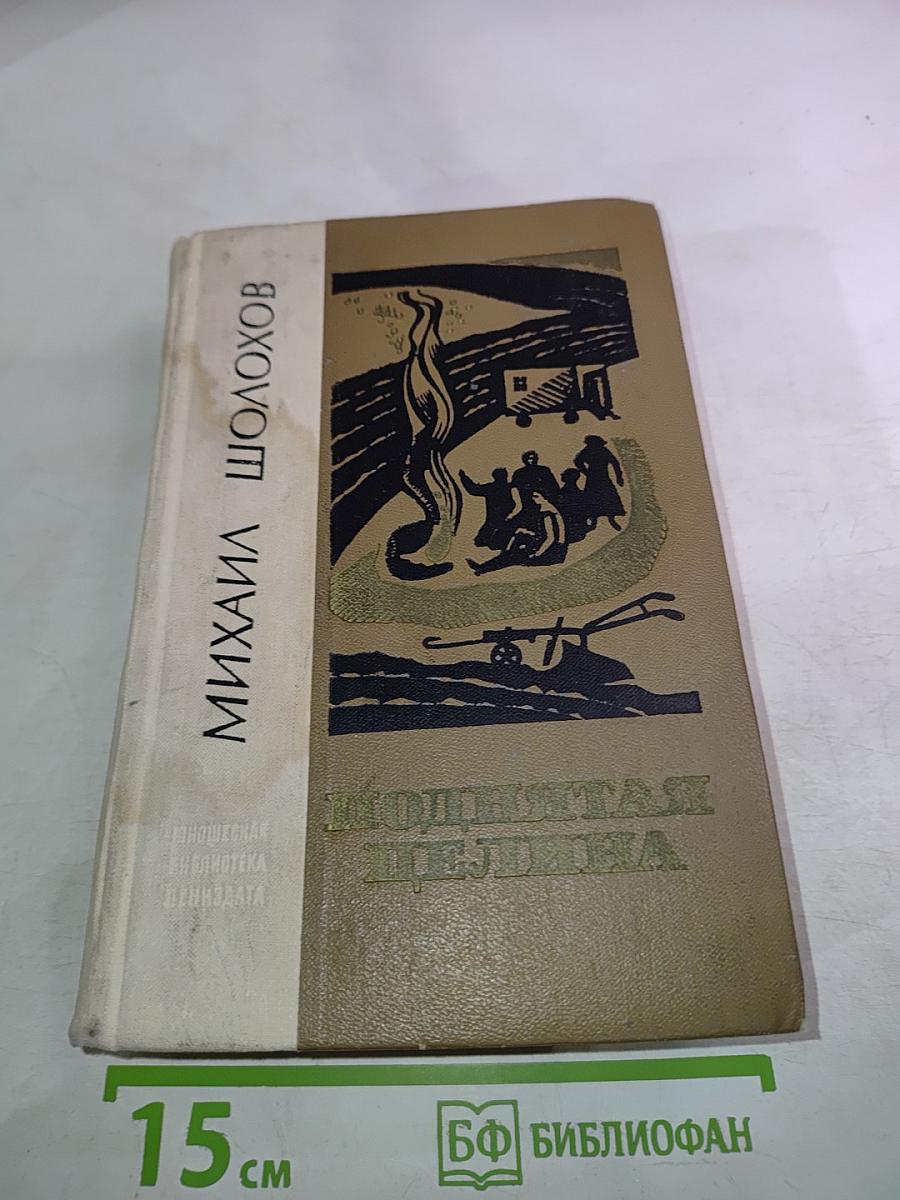 МИХАИЛ ШОЛОХОВ
ПОДНЯТАЯ
ЦЕЛИНА
ЮНОШЕСКАЯ
БИБЛИОТЕКА
ЛЕНИЗДАТА
15 см
БФ БИБЛИОФАН